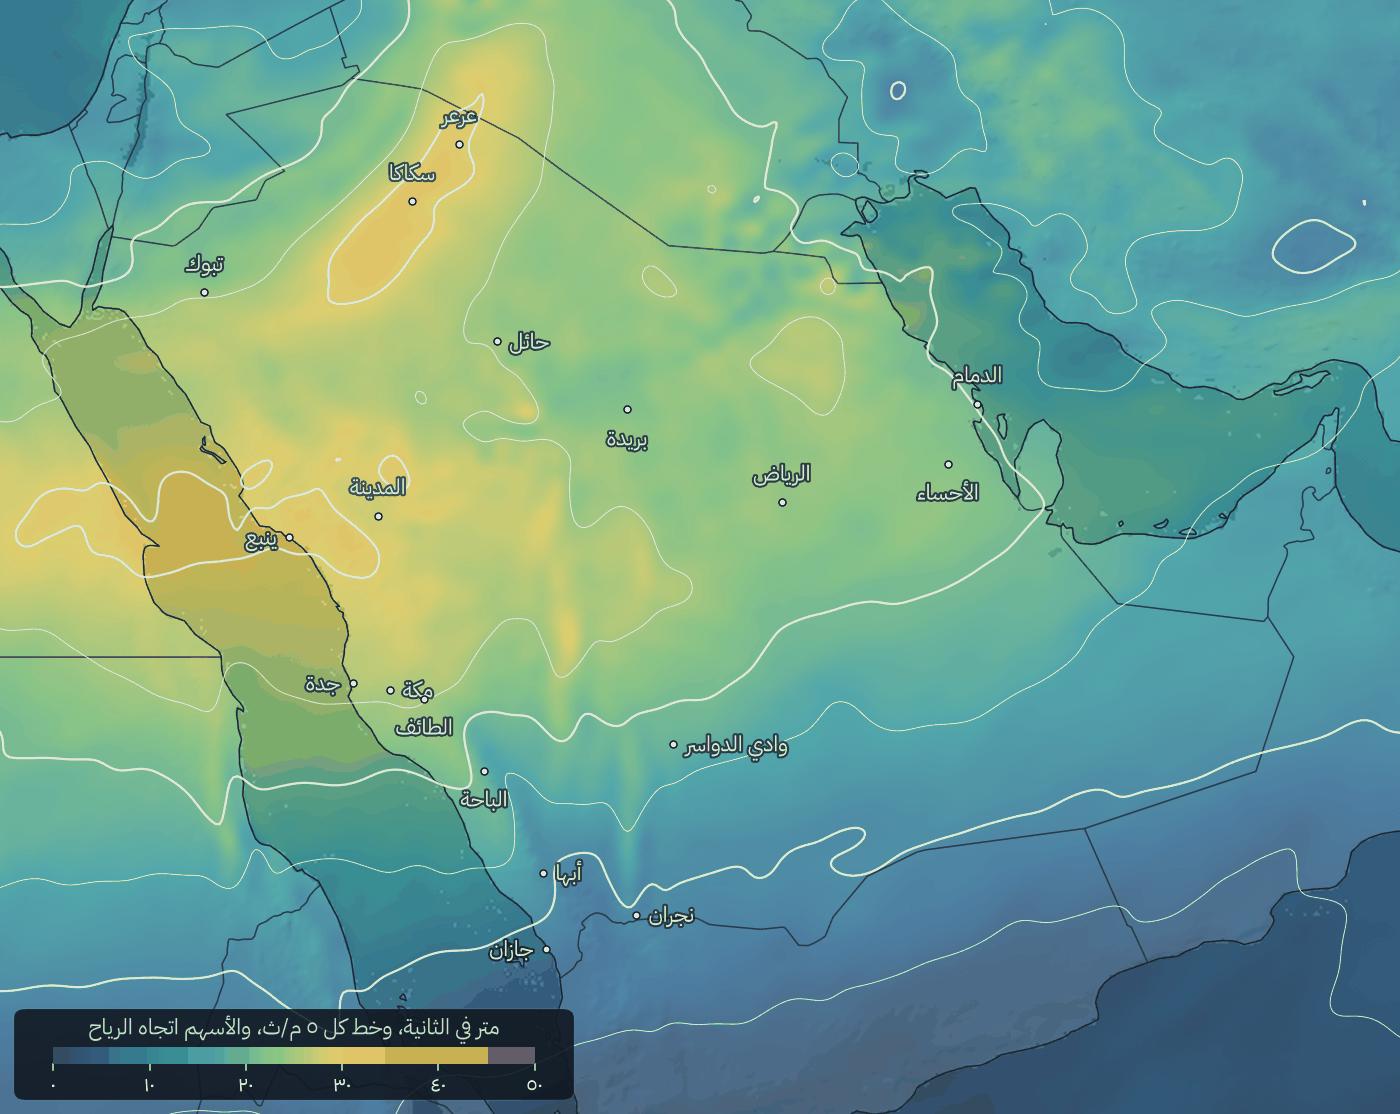 عرعر
سكاكا
تبوك
حائل
الدمام
بريدة
الرياض
الأحساء
المدينة
ينبع
جدة
مكة
الطائف
وادي الدواسر
الباحة
أبها
نجران
جازان
متر في الثانية، وخط كل ٥ م/ث، والأسهم اتجاه الرياح
٠ ١٠ ٢٠ ٣٠ ٤٠ ٥٠